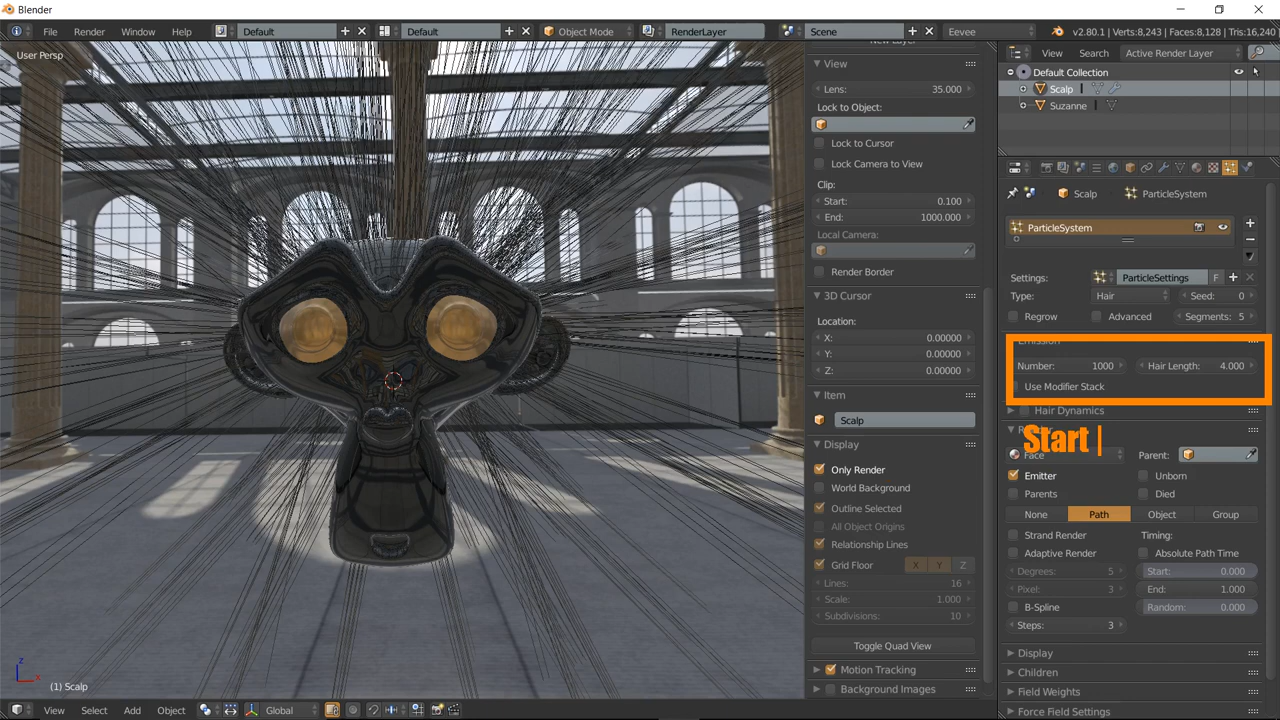 Blender
File Render Window Help Default Default Object Mode RenderLayer Scene Eevee v2.80.1 | Verts:8,243 | Faces:8,128 | Tris:16,240
User Persp
View
Lens: 35.000
Lock to Object:
Lock to Cursor
Lock Camera to View
Clip:
Start: 0.100
End: 1000.000
Local Camera:
Render Border
3D Cursor
Location:
X: 0.00000
Y: 0.00000
Z: 0.00000
Item
Scalp
Display
Only Render
World Background
Outline Selected
All Object Origins
Relationship Lines
Grid Floor X Y Z
Lines: 16
Scale: 1.000
Subdivisions: 10
Toggle Quad View
Motion Tracking
Background Images
View Search Active Render Layer
Default Collection
Scalp
Suzanne
Scalp ParticleSystem
ParticleSystem
Settings: ParticleSettings F
Type: Hair Seed: 0
Regrow Advanced Segments: 5
Emission
Number: 1000 Hair Length: 4.000
Use Modifier Stack
Hair Dynamics
Start |
Face Parent:
Emitter Unborn
Parents Died
None Path Object Group
Strand Render Timing:
Adaptive Render Absolute Path Time
Degrees: 5 Start: 0.000
Pixel: 3 End: 1.000
B-Spline Random: 0.000
Steps: 3
Display
Children
Field Weights
Force Field Settings
z
x
(1) Scalp
View Select Add Object Global